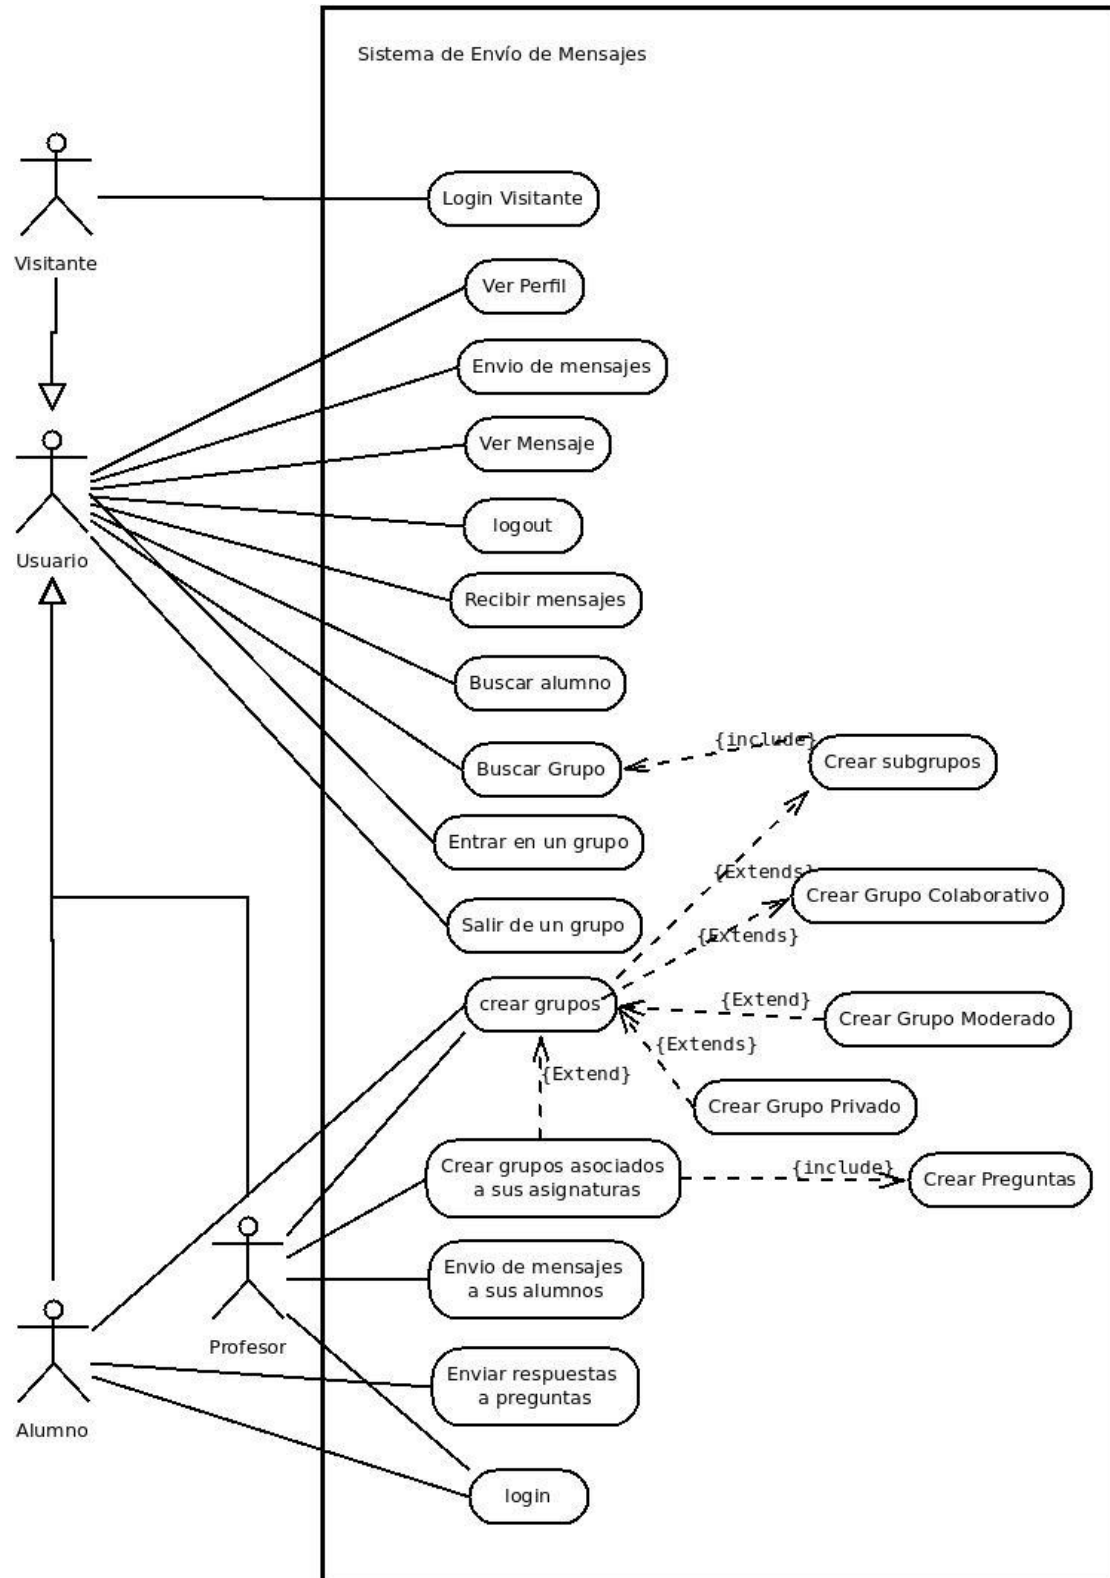 Sistema de Envío de Mensajes
Login Visitante
Visitante
Ver Perfil
Envio de mensajes
Ver Mensaje
logout
Usuario
Recibir mensajes
Buscar alumno
{include}
Crear subgrupos
Buscar Grupo
Entrar en un grupo
{Extends}
Crear Grupo Colaborativo
Salir de un grupo
{Extends}
crear grupos
{Extend}
Crear Grupo Moderado
{Extends}
{Extend}
Crear Grupo Privado
Crear grupos asociados
a sus asignaturas
{include}
Crear Preguntas
Envio de mensajes
a sus alumnos
Profesor
Enviar respuestas
a preguntas
Alumno
login